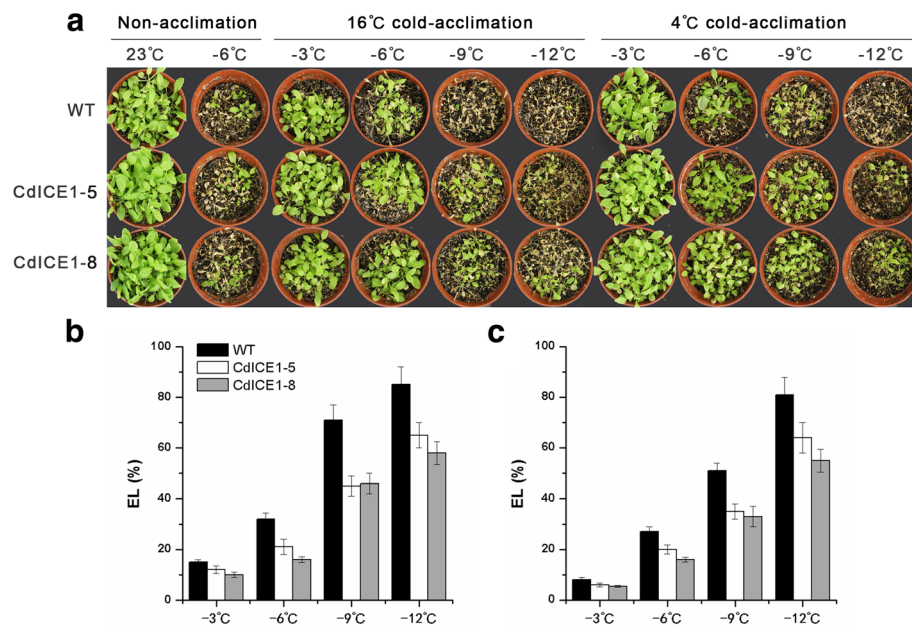 a
Non-acclimation 16℃ cold-acclimation 4℃ cold-acclimation
23℃ -6℃ -3℃ -6℃ -9℃ -12℃ -3℃ -6℃ -9℃ -12℃
WT
CdICE1-5
CdICE1-8
b
EL (%)
100
80
60
40
20
0
WT
CdICE1-5
CdICE1-8
-3℃ -6℃ -9℃ -12℃
c
EL (%)
100
80
60
40
20
0
-3℃ -6℃ -9℃ -12℃